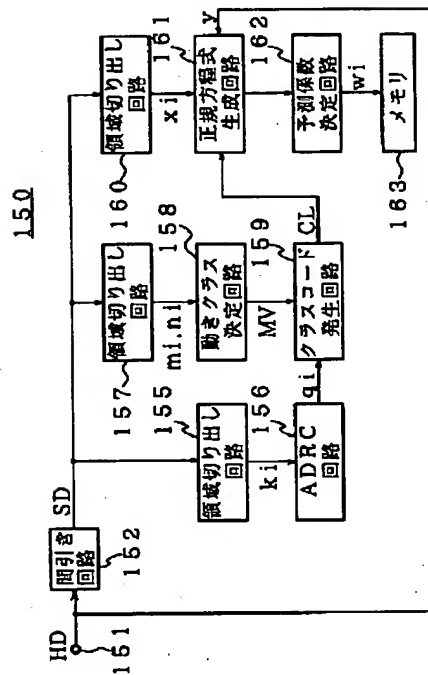 150
HD
151
間引き
回路
152
SD
領域切り出し
回路
155
ki
ADRC
回路
156
qi
領域切り出し
回路
157
mi.ni
動きクラス
決定回路
158
MV
クラスコード
発生回路
159
CL
領域切り出し
回路
160
xi
正規方程式
生成回路
161
y
予測係数
決定回路
162
wi
メモリ
163